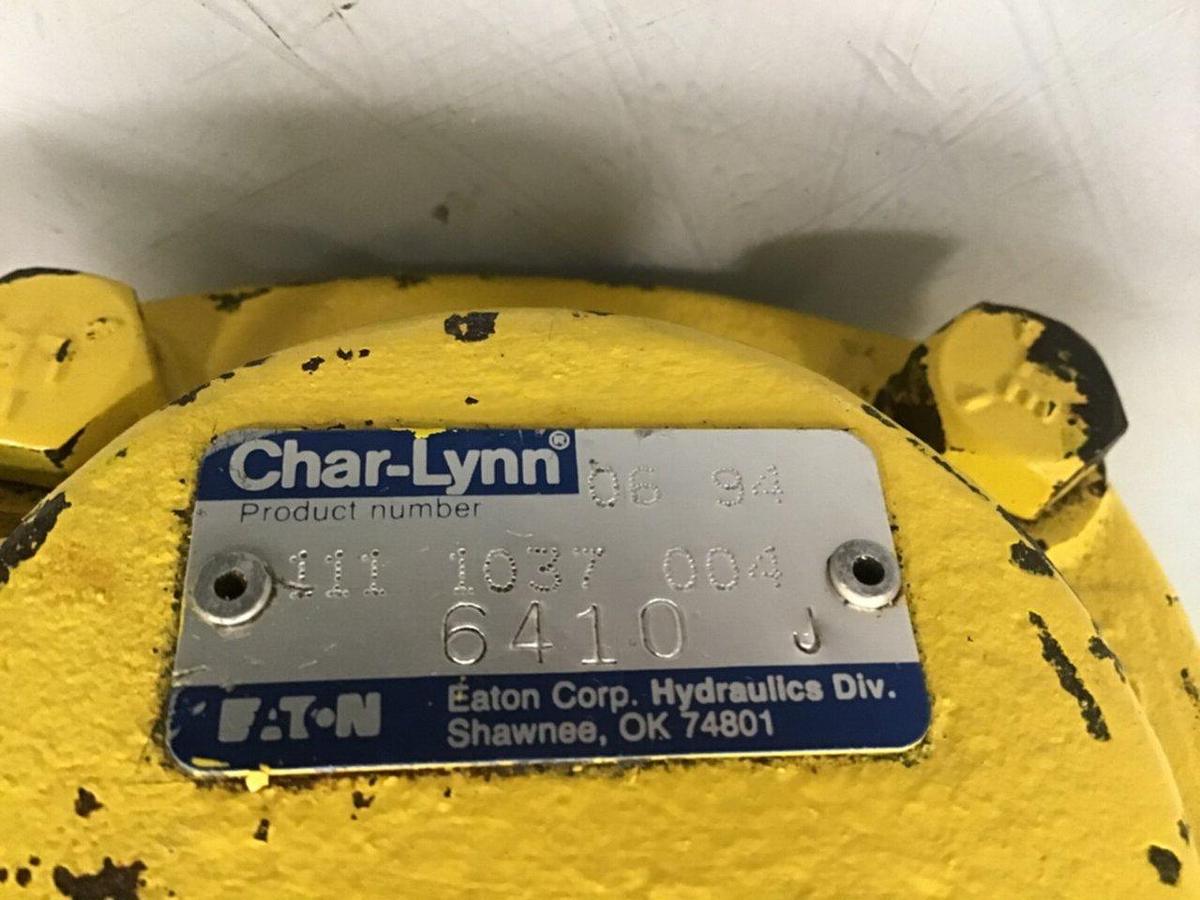 Char-Lynn® 06 94
Product number
111 1037 004
6410 J
EATON Eaton Corp. Hydraulics Div.
Shawnee, OK 74801